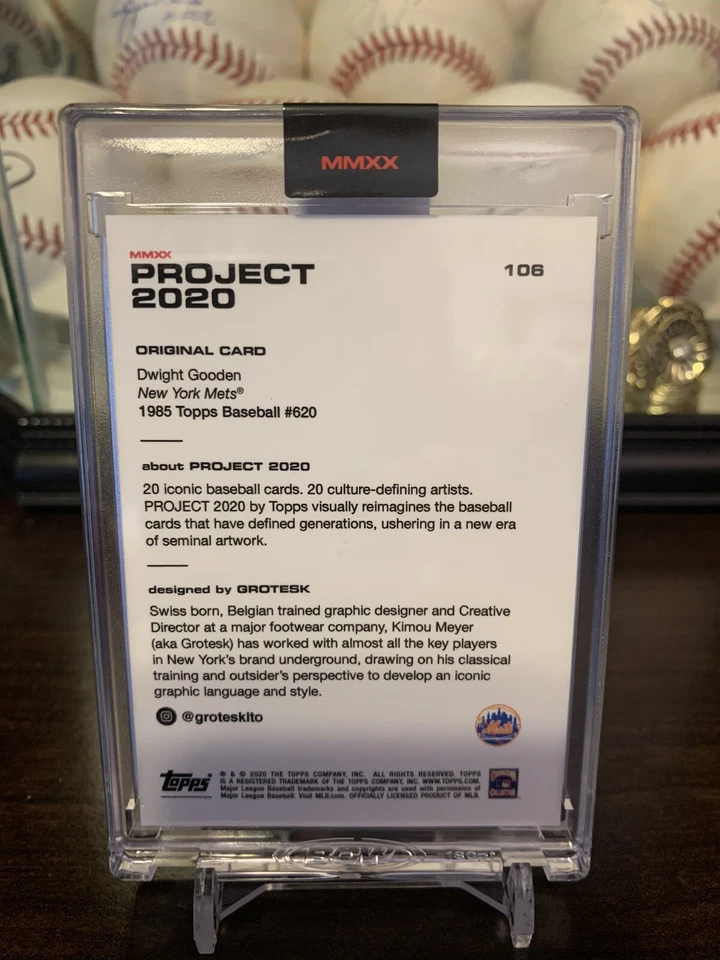 MMXX
MMXX
PROJECT 106
2020
ORIGINAL CARD
Dwight Gooden
New York Mets®
1985 Topps Baseball #620
about PROJECT 2020
20 iconic baseball cards. 20 culture-defining artists.
PROJECT 2020 by Topps visually reimagines the baseball
cards that have defined generations, ushering in a new era
of seminal artwork.
designed by GROTESK
Swiss born, Belgian trained graphic designer and Creative
Director at a major footwear company, Kimou Meyer
(aka Grotesk) has worked with almost all the key players
in New York's brand underground, drawing on his classical
training and outsider's perspective to develop an iconic
graphic language and style.
@groteskito
Mets
Topps
® & © 2020 THE TOPPS COMPANY, INC. ALL RIGHTS RESERVED. TOPPS
IS A REGISTERED TRADEMARK OF THE TOPPS COMPANY, INC. WWW.TOPPS.COM.
Major League Baseball trademarks and copyrights are used with permission of
Major League Baseball. Visit MLB.com. OFFICIALLY LICENSED PRODUCT OF MLB.